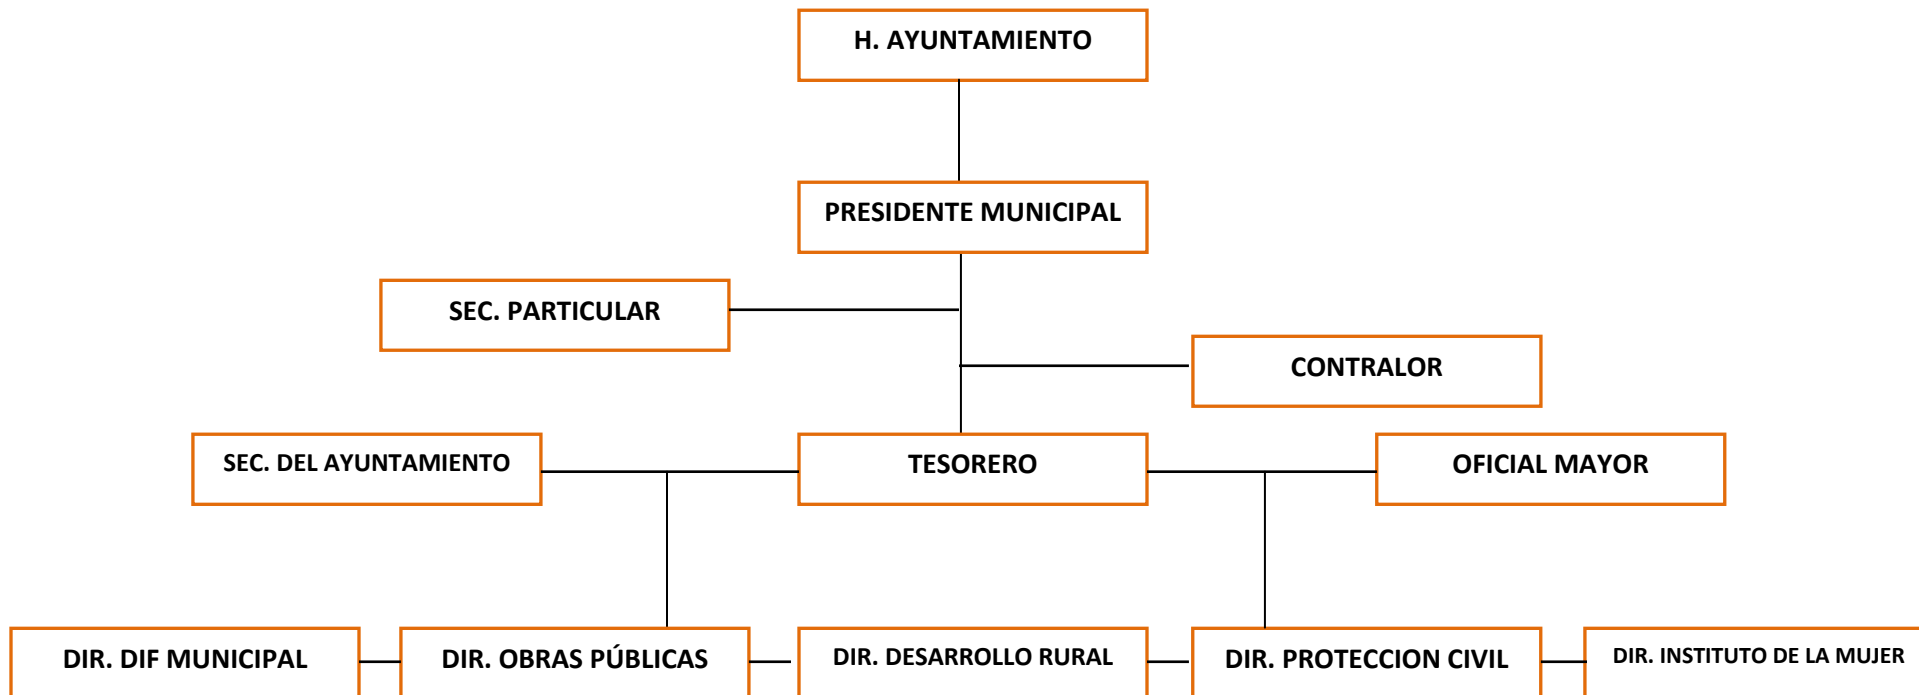 H. AYUNTAMIENTO
PRESIDENTE MUNICIPAL
SEC. PARTICULAR
CONTRALOR
SEC. DEL AYUNTAMIENTO
TESORERO
OFICIAL MAYOR
DIR. DIF MUNICIPAL
DIR. OBRAS PÚBLICAS
DIR. DESARROLLO RURAL
DIR. PROTECCION CIVIL
DIR. INSTITUTO DE LA MUJER